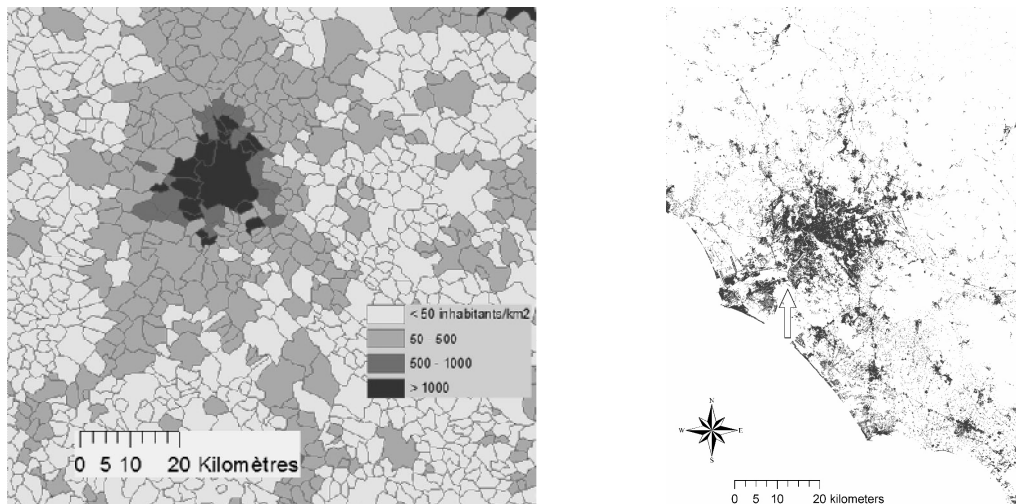 < 50 inhabitants/km2
50 - 500
500 - 1000
> 1000
0 5 10 20 Kilomètres
N
W E
S
0 5 10 20 kilometers